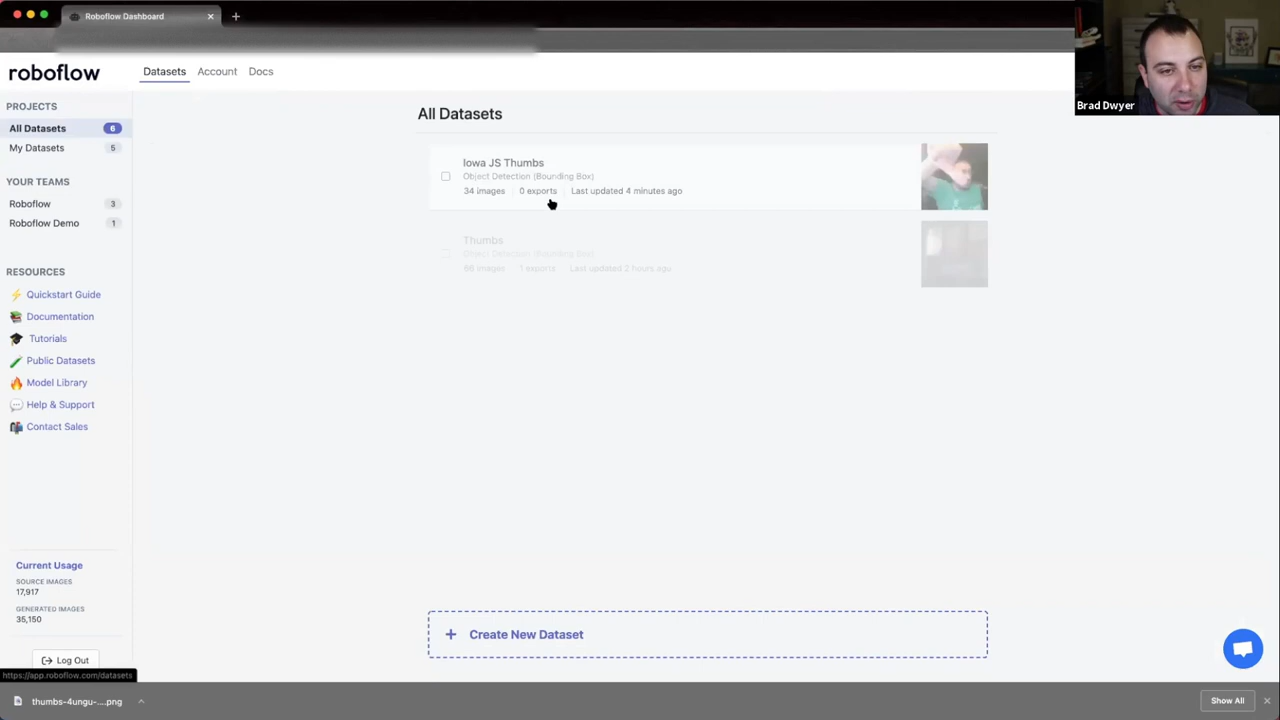 Roboflow Dashboard
Brad Dwyer
roboflow
Datasets
Account
Docs
PROJECTS
All Datasets 6
My Datasets 5
YOUR TEAMS
Roboflow 3
Roboflow Demo 1
RESOURCES
Quickstart Guide
Documentation
Tutorials
Public Datasets
Model Library
Help & Support
Contact Sales
Current Usage
SOURCE IMAGES
17,917
GENERATED IMAGES
35,150
Log Out
https://app.roboflow.com/datasets
All Datasets
Iowa JS Thumbs
Object Detection (Bounding Box)
34 images 0 exports Last updated 4 minutes ago
Thumbs
Object Detection (Bounding Box)
68 images 1 exports Last updated 2 hours ago
+ Create New Dataset
thumbs-4ungu-....png
Show All